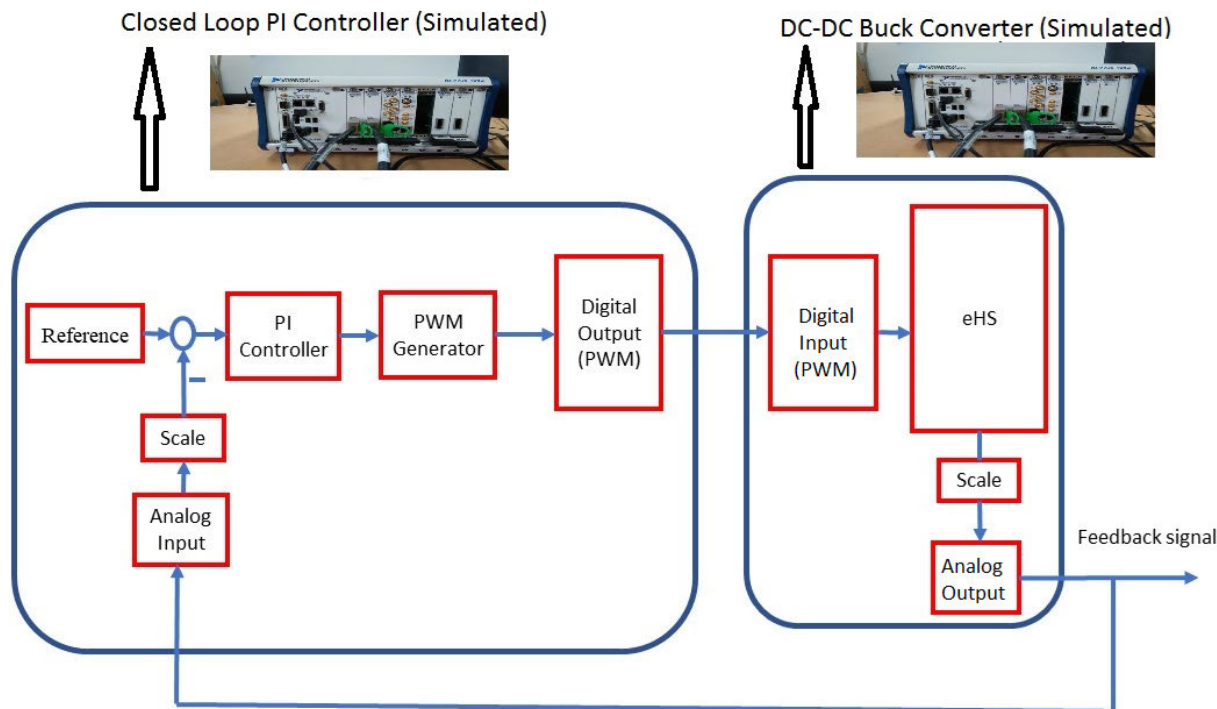 Closed Loop PI Controller (Simulated)
DC-DC Buck Converter (Simulated)
Reference
PI
Controller
PWM
Generator
Digital
Output
(PWM)
Scale
Analog
Input
Digital
Input
(PWM)
eHS
Scale
Analog
Output
Feedback signal